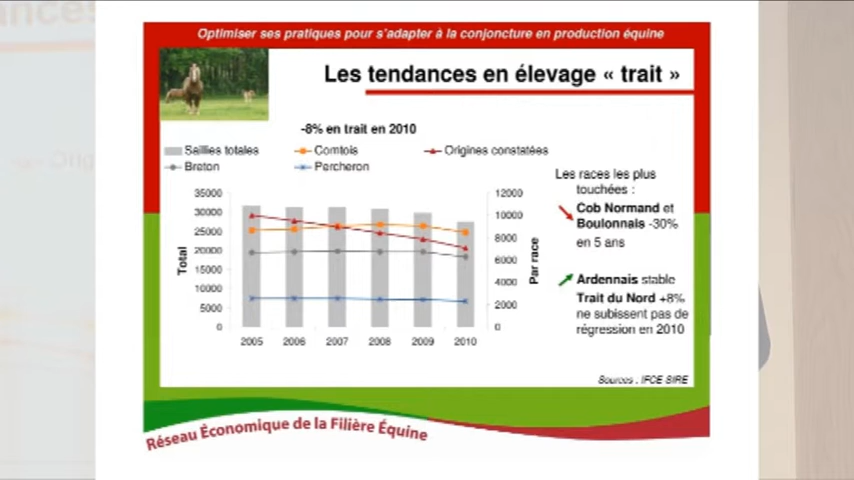 Optimiser ses pratiques pour s'adapter à la conjoncture en production équine
Les tendances en élevage « trait »
-8% en trait en 2010
Saillies totales
Comtois
Origines constatées
Breton
Percheron
35000
30000
25000
20000
15000
10000
5000
0
Total
12000
10000
8000
6000
4000
2000
0
Par race
2005 2006 2007 2008 2009 2010
Les races les plus
touchées :
Cob Normand et
Boulonnais -30%
en 5 ans
Ardennais stable
Trait du Nord +8%
ne subissent pas de
régression en 2010
Sources : IFCE SIRE
Réseau Économique de la Filière Équine